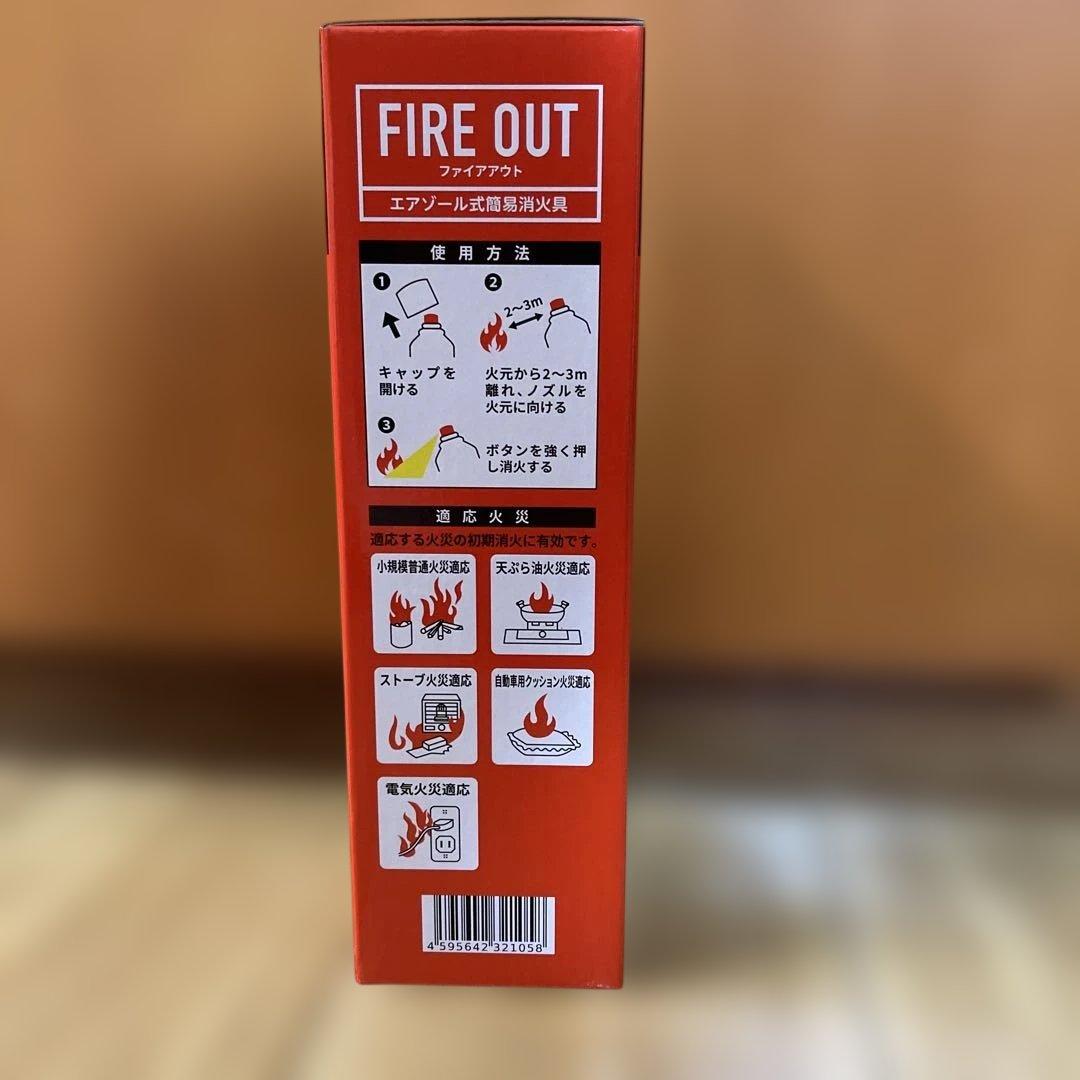 FIRE OUT
ファイアアウト
エアゾール式簡易消火具
使用方法
1
キャップを
開ける
2
2〜3m
火元から2〜3m
離れ、ノズルを
火元に向ける
3
ボタンを強く押
し消火する
適応火災
適応する火災の初期消火に有効です。
小規模普通火災適応
天ぷら油火災適応
ストーブ火災適応
自動車用クッション火災適応
電気火災適応
4 595642 321058